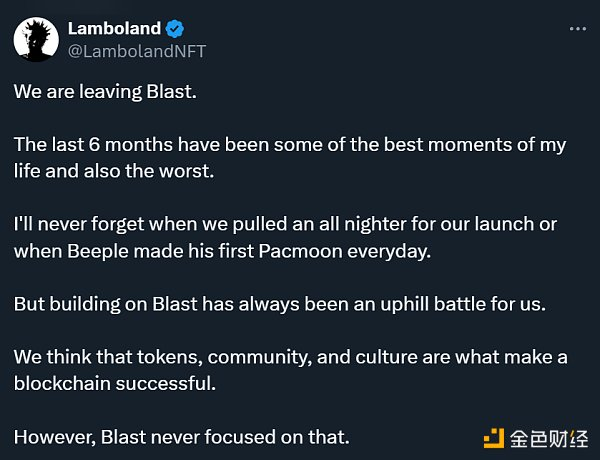 Lamboland
@LambolandNFT
We are leaving Blast.
The last 6 months have been some of the best moments of my
life and also the worst.
I'll never forget when we pulled an all nighter for our launch or
when Beeple made his first Pacmoon everyday.
But building on Blast has always been an uphill battle for us.
We think that tokens, community, and culture are what make a
blockchain successful.
However, Blast never focused on that.
金色财经